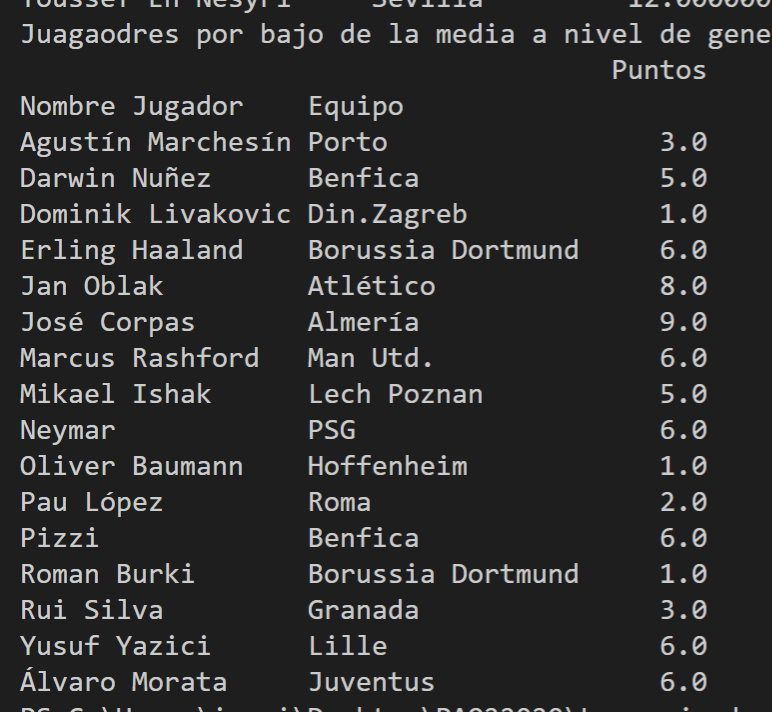 Youssef En Nesyri Sevilla 12.000000
Juagaodres por bajo de la media a nivel de gene
Puntos
Nombre Jugador Equipo
Agustín Marchesín Porto 3.0
Darwin Nuñez Benfica 5.0
Dominik Livakovic Din.Zagreb 1.0
Erling Haaland Borussia Dortmund 6.0
Jan Oblak Atlético 8.0
José Corpas Almería 9.0
Marcus Rashford Man Utd. 6.0
Mikael Ishak Lech Poznan 5.0
Neymar PSG 6.0
Oliver Baumann Hoffenheim 1.0
Pau López Roma 2.0
Pizzi Benfica 6.0
Roman Burki Borussia Dortmund 1.0
Rui Silva Granada 3.0
Yusuf Yazici Lille 6.0
Álvaro Morata Juventus 6.0